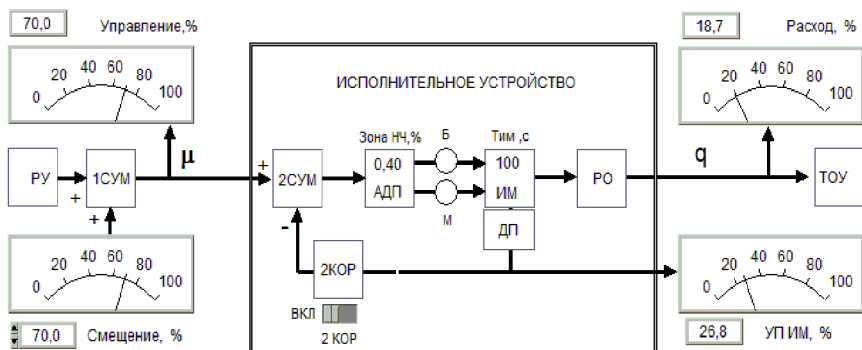 70,0 Управление,%
0 20 40 60 80 100
18,7 Расход, %
0 20 40 60 80 100
ИСПОЛНИТЕЛЬНОЕ УСТРОЙСТВО
Зона НЧ,% Б Тим ,с
РУ + 1СУМ μ + 2СУМ 0,40 АДП 100 ИМ РО q ТОУ
+ - М ДП
0 20 40 60 80 100
2КОР
0 20 40 60 80 100
ВКЛ
2 КОР
70,0 Смещение, %
26,8 УП ИМ, %